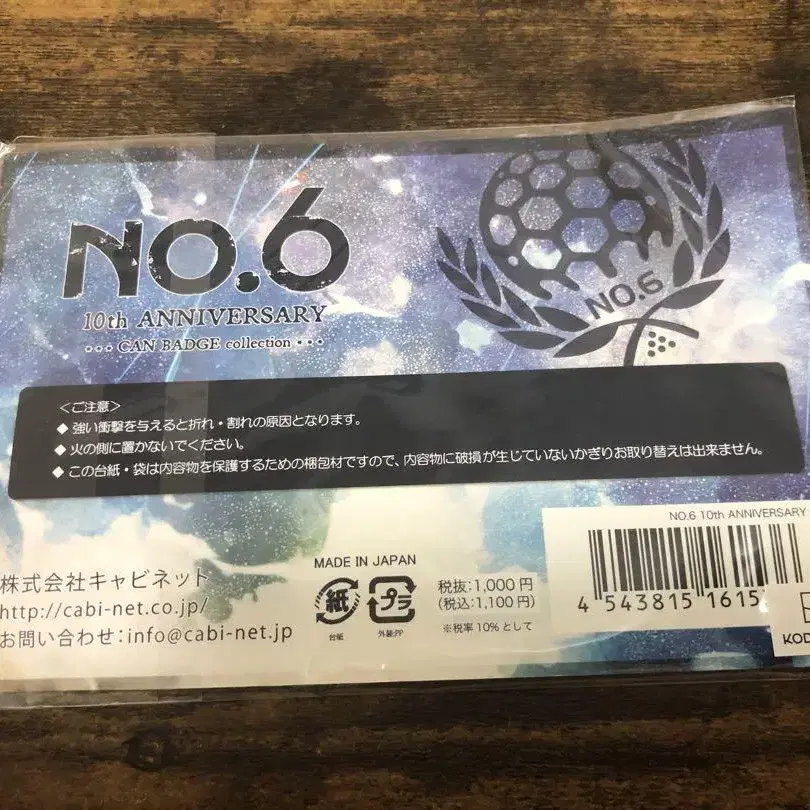 NO.6
10th ANNIVERSARY
・・・CAN BADGE collection・・・
NO.6
<ご注意>
◆ 強い衝撃を与えると折れ・割れの原因となります。
◆ 火の側に置かないでください。
◆ この台紙・袋は内容物を保護するための梱包材ですので、内容物に破損が生じていないかぎりお取り替えは出来ません。
NO.6 10th ANNIVERSARY
株式会社キャビネット
http://cabi-net.co.jp/
お問い合わせ：info@cabi-net.jp
MADE IN JAPAN
紙
台紙
プラ
外装:PP
税抜：1,000円
(税込：1,100円)
※税率10%として
4 543815 1615
KOD